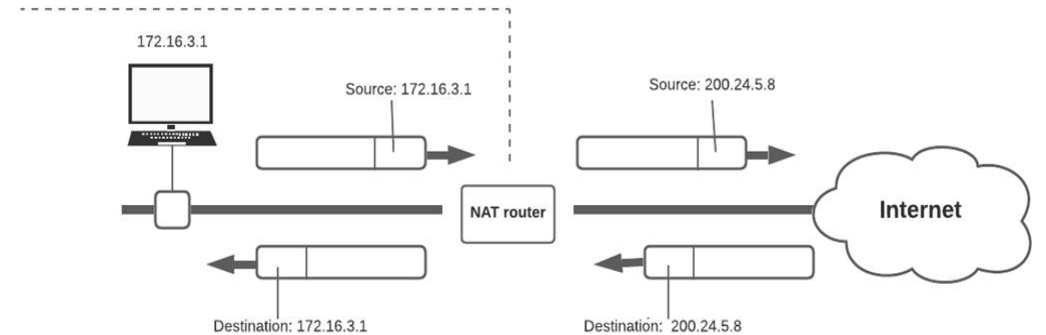 172.16.3.1
Source: 172.16.3.1
Source: 200.24.5.8
NAT router
Internet
Destination: 172.16.3.1
Destination: 200.24.5.8